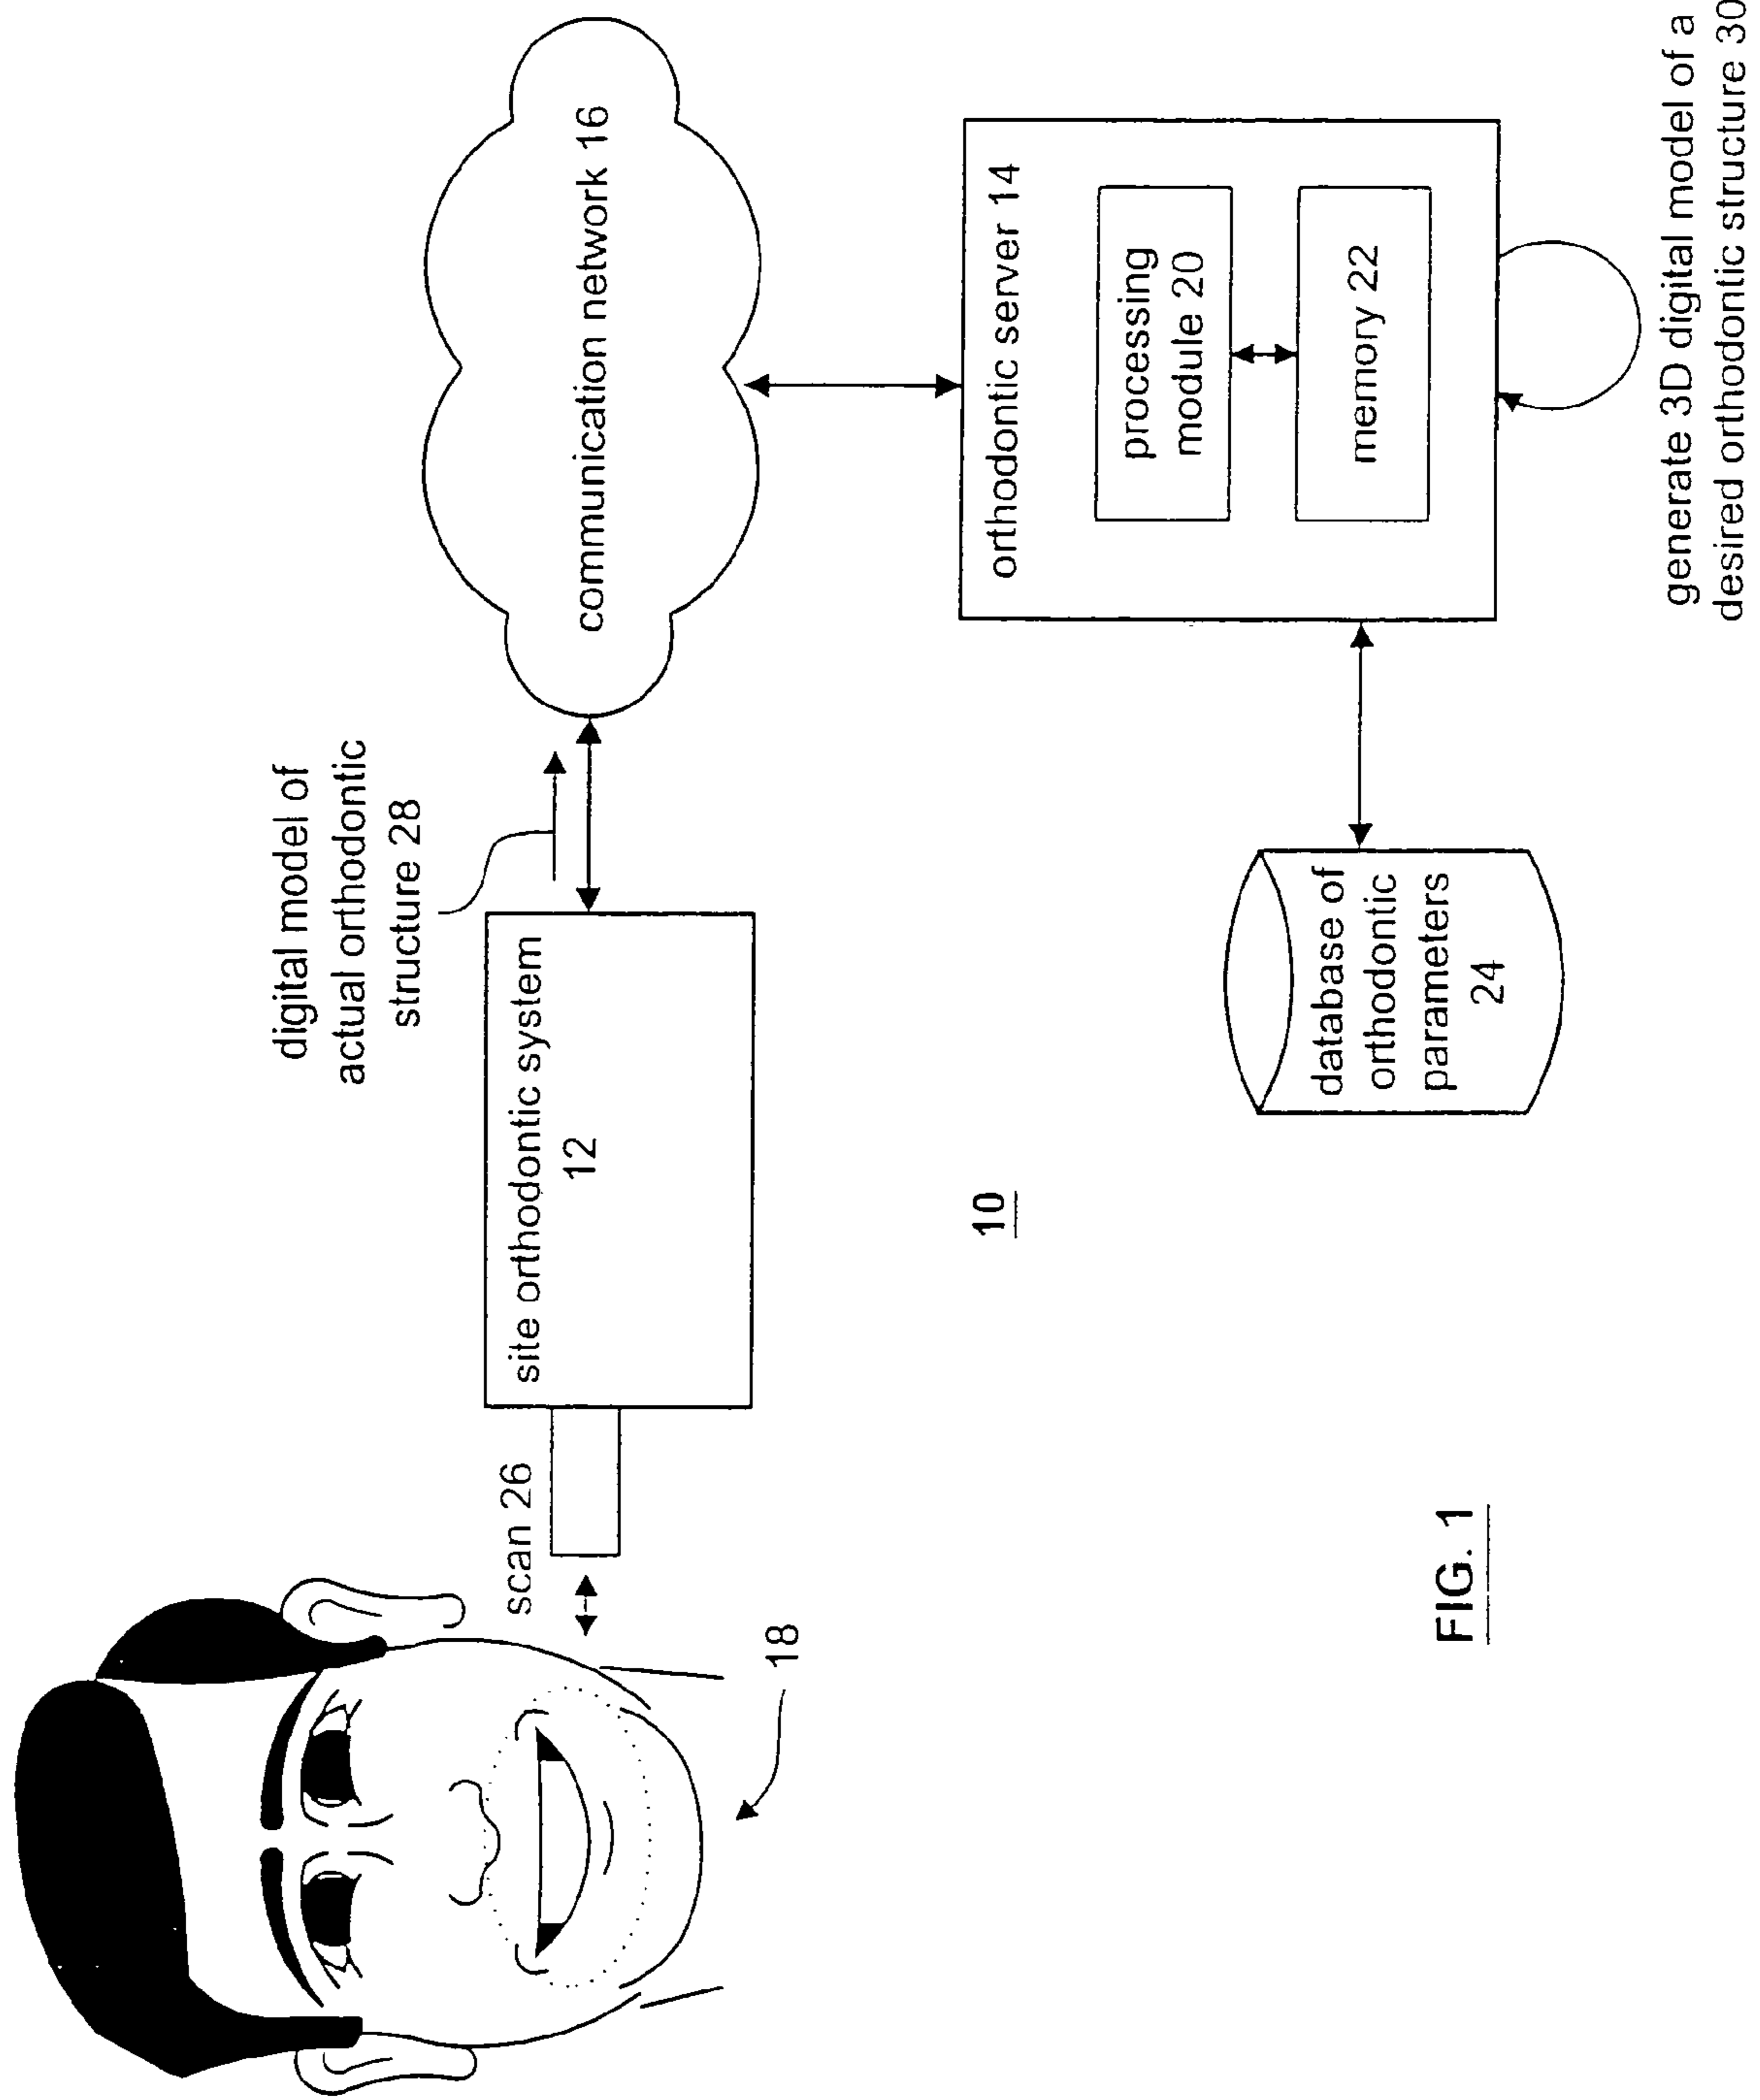 digital model of
actual orthodontic
structure 28
scan 26
site orthodontic system
12
communication network 16
18
10
orthodontic server 14
processing
module 20
memory 22
database of
orthodontic
parameters
24
generate 3D digital model of a
desired orthodontic structure 30
FIG. 1